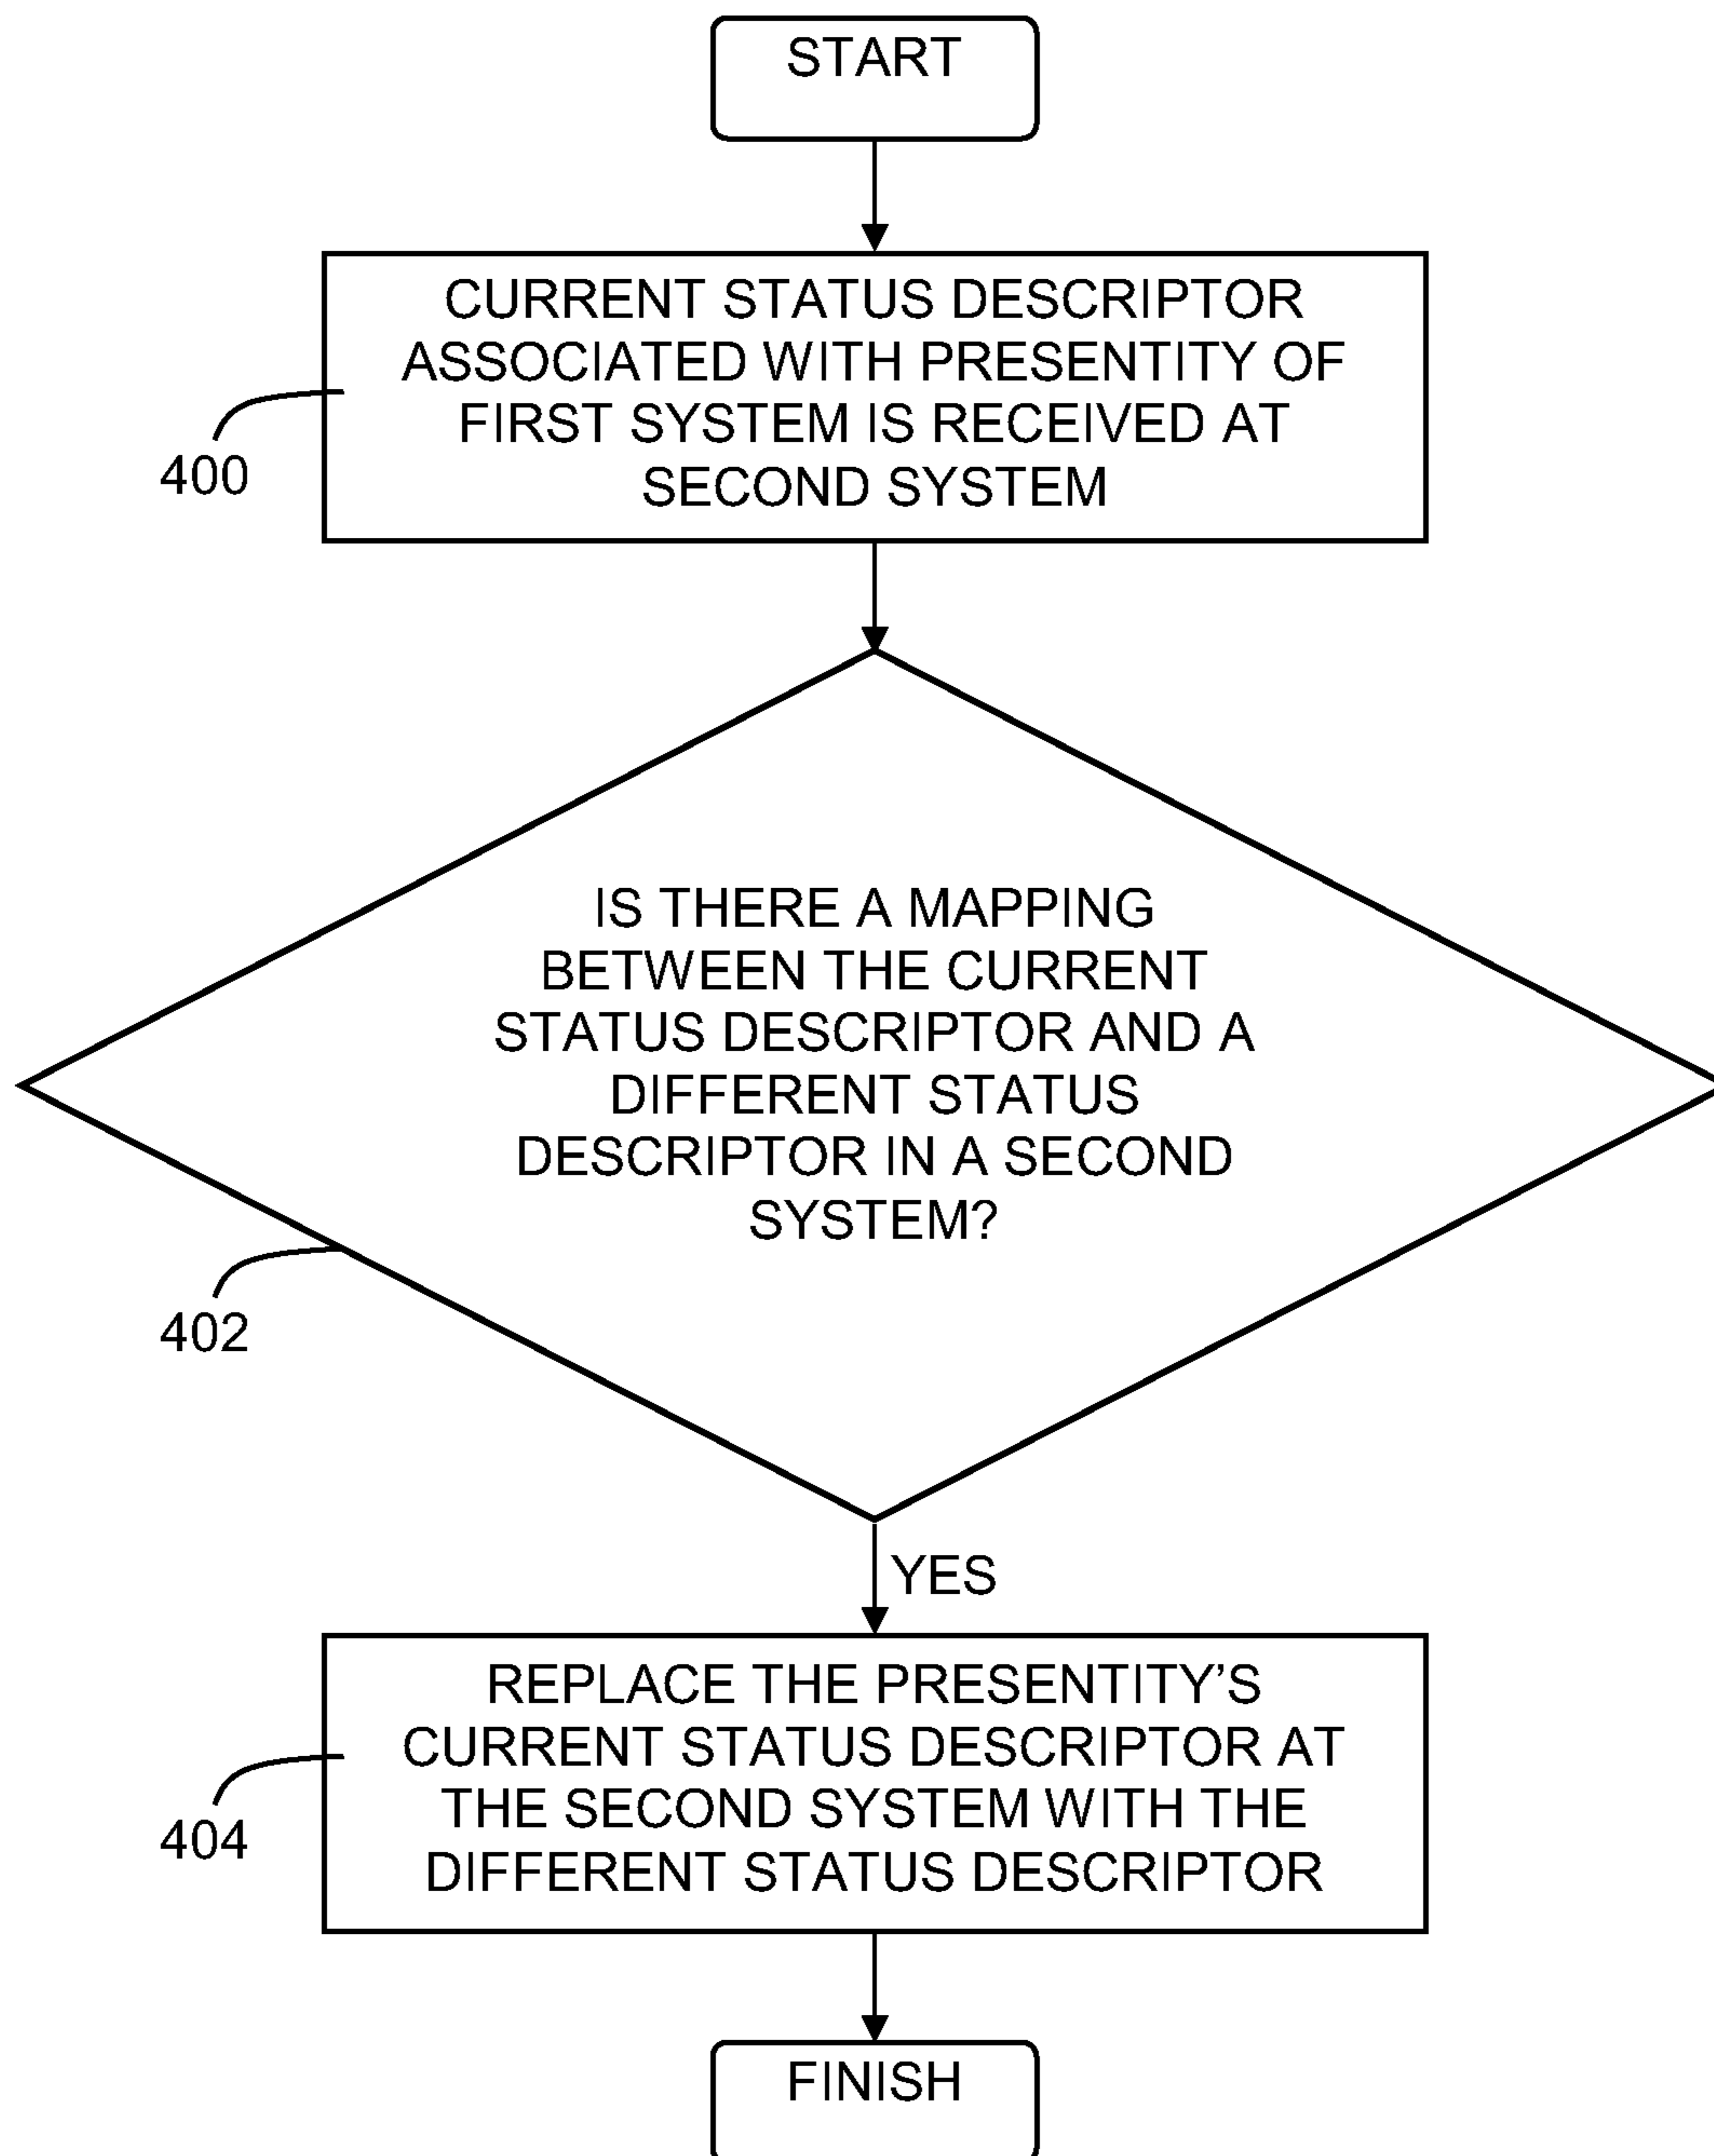 START
CURRENT STATUS DESCRIPTOR
ASSOCIATED WITH PRESENTITY OF
FIRST SYSTEM IS RECEIVED AT
SECOND SYSTEM
400
IS THERE A MAPPING
BETWEEN THE CURRENT
STATUS DESCRIPTOR AND A
DIFFERENT STATUS
DESCRIPTOR IN A SECOND
SYSTEM?
402
YES
REPLACE THE PRESENTITY’S
CURRENT STATUS DESCRIPTOR AT
THE SECOND SYSTEM WITH THE
DIFFERENT STATUS DESCRIPTOR
404
FINISH